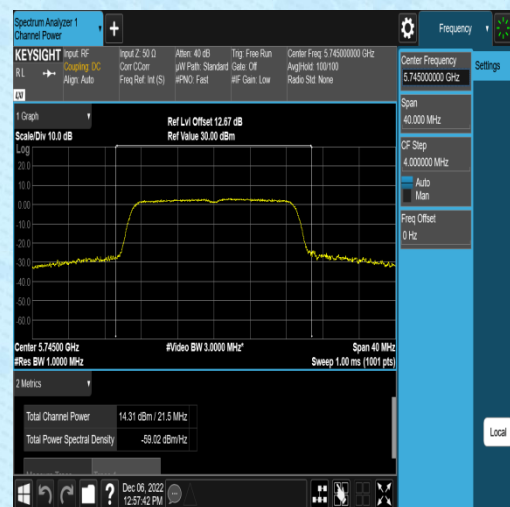 Spectrum Analyzer 1
Channel Power
Frequency
KEYSIGHT
Input: RF
Coupling: DC
Align: Auto
Input Z: 50 Ω
Corr CCorr
Freq Ref: Int (S)
Atten: 40 dB
µW Path: Standard
#PNO: Fast
Trig: Free Run
Gate: Off
#IF Gain: Low
Center Freq: 5.745000000 GHz
Avg|Hold: 100/100
Radio Std: None
R L
LXI
Center Frequency
5.745000000 GHz
Settings
Span
40.000 MHz
CF Step
4.000000 MHz
Auto
Man
Freq Offset
0 Hz
1 Graph
Scale/Div 10.0 dB
Ref Lvl Offset 12.67 dB
Ref Value 30.00 dBm
Log
20.0
10.0
0.00
-10.0
-20.0
-30.0
-40.0
-50.0
-60.0
Center 5.74500 GHz
#Res BW 1.0000 MHz
#Video BW 3.0000 MHz*
Span 40 MHz
Sweep 1.00 ms (1001 pts)
2 Metrics
Total Channel Power 14.31 dBm / 21.5 MHz
Total Power Spectral Density -59.02 dBm/Hz
Local
?
Dec 06, 2022
12:57:42 PM